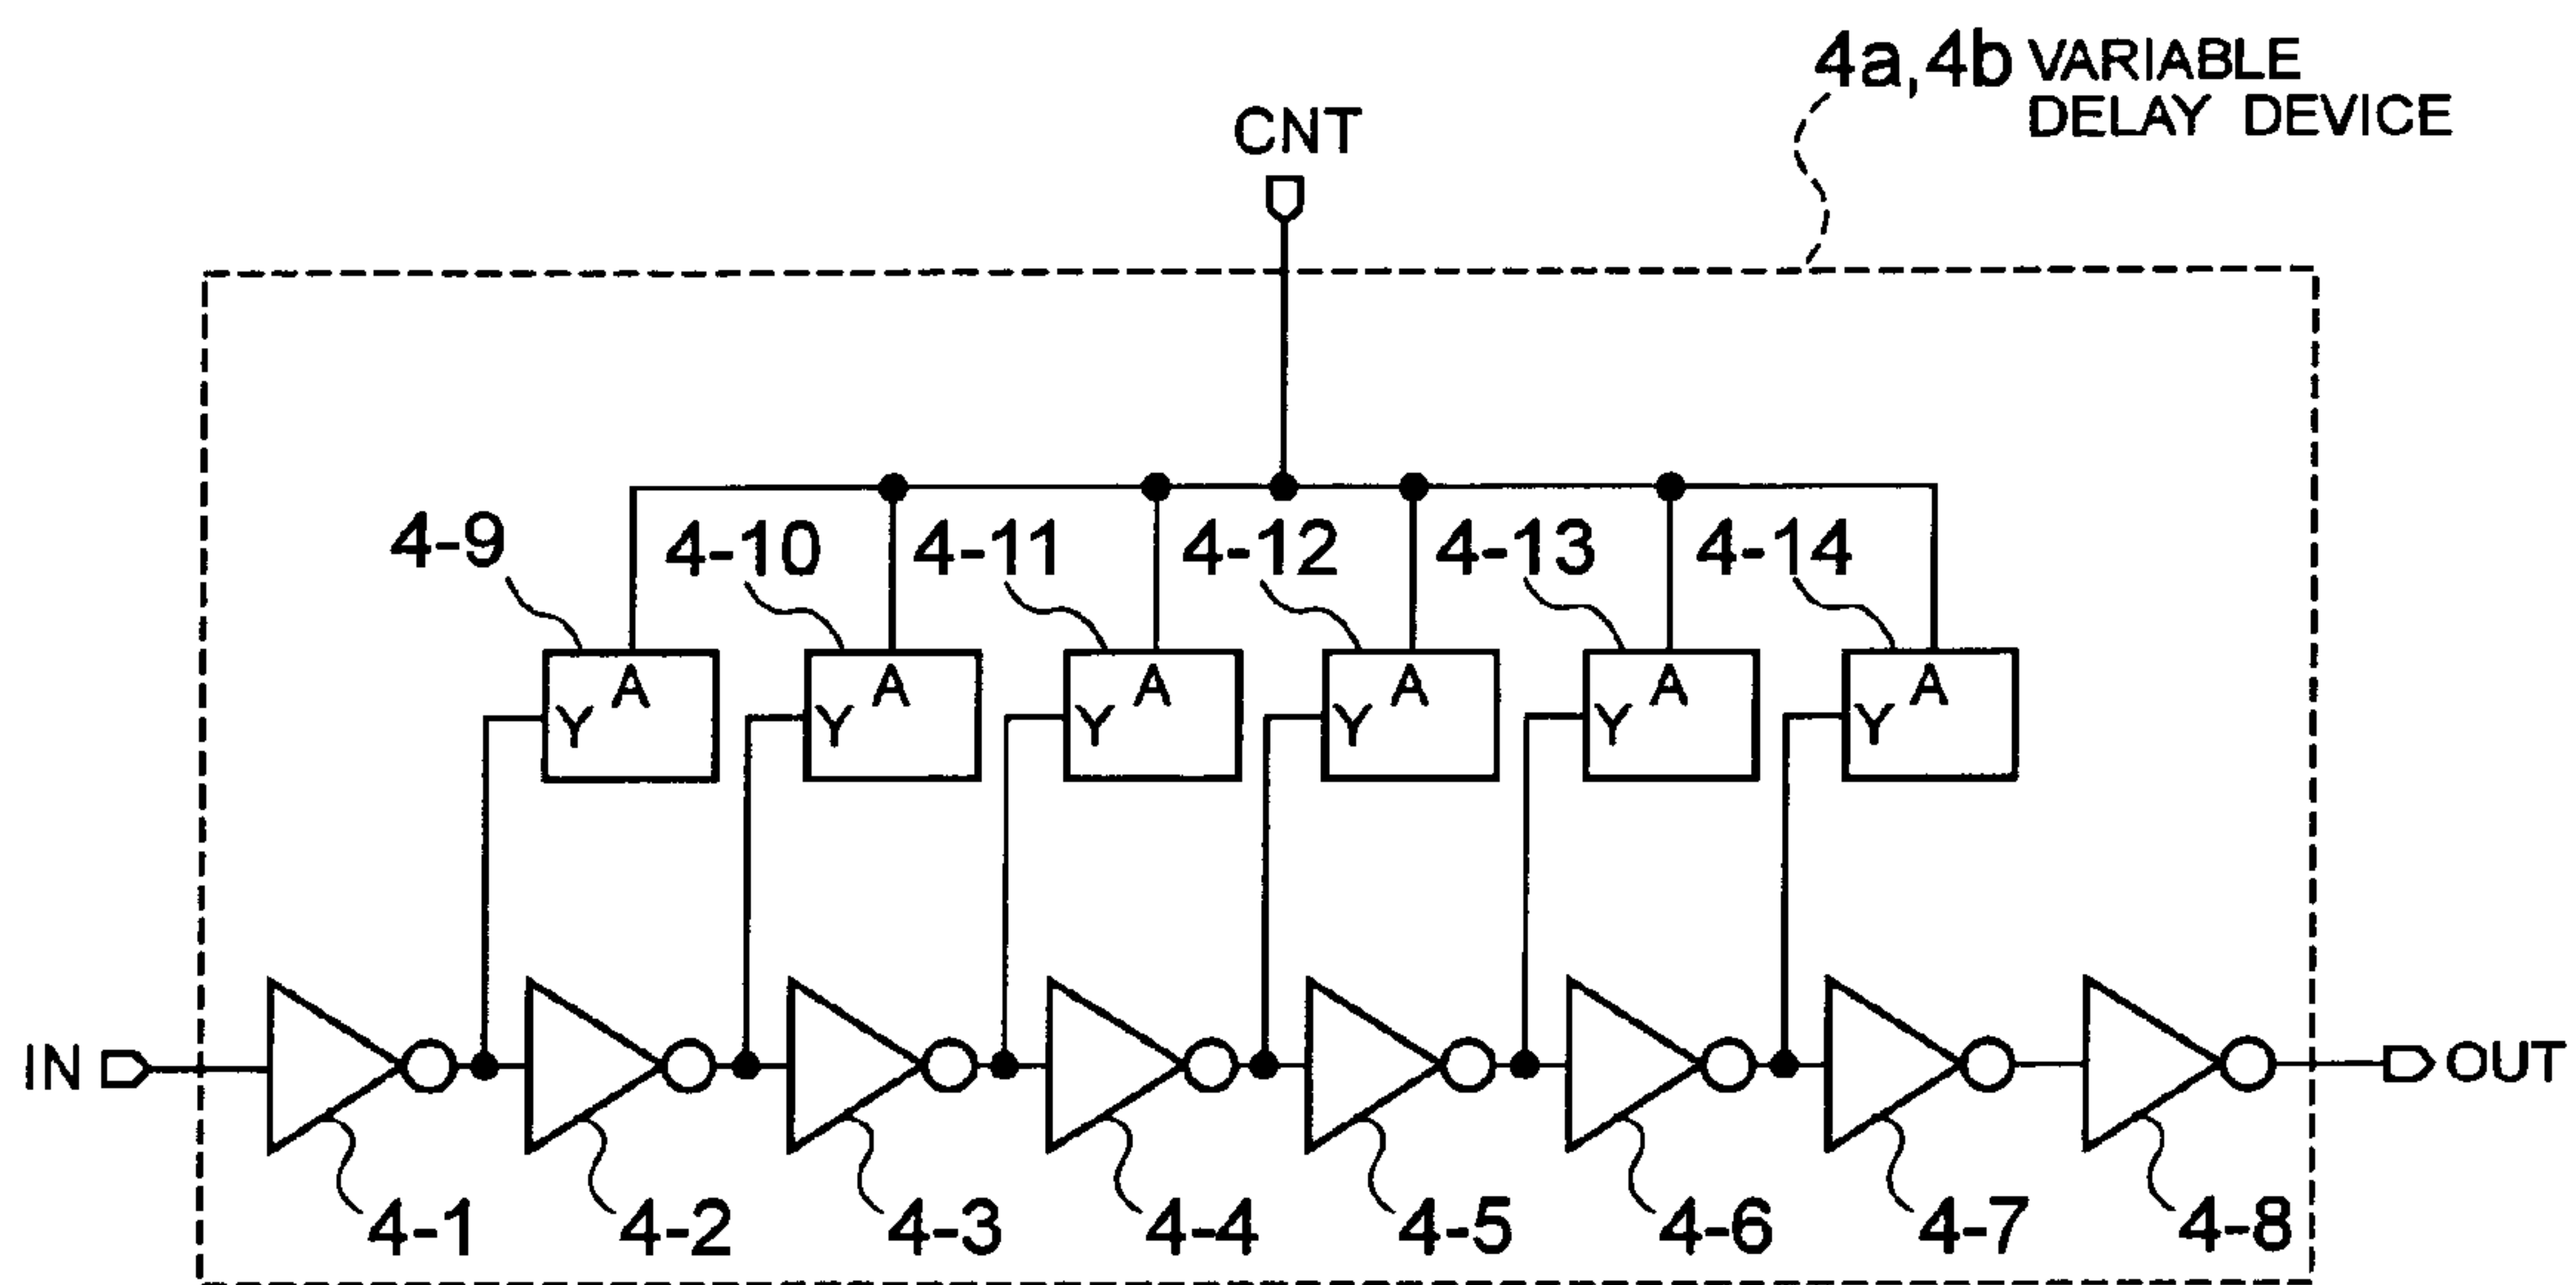 4a,4b VARIABLE
DELAY DEVICE
CNT
4-9 4-10 4-11 4-12 4-13 4-14
A A A A A A
Y Y Y Y Y Y
IN OUT
4-1 4-2 4-3 4-4 4-5 4-6 4-7 4-8